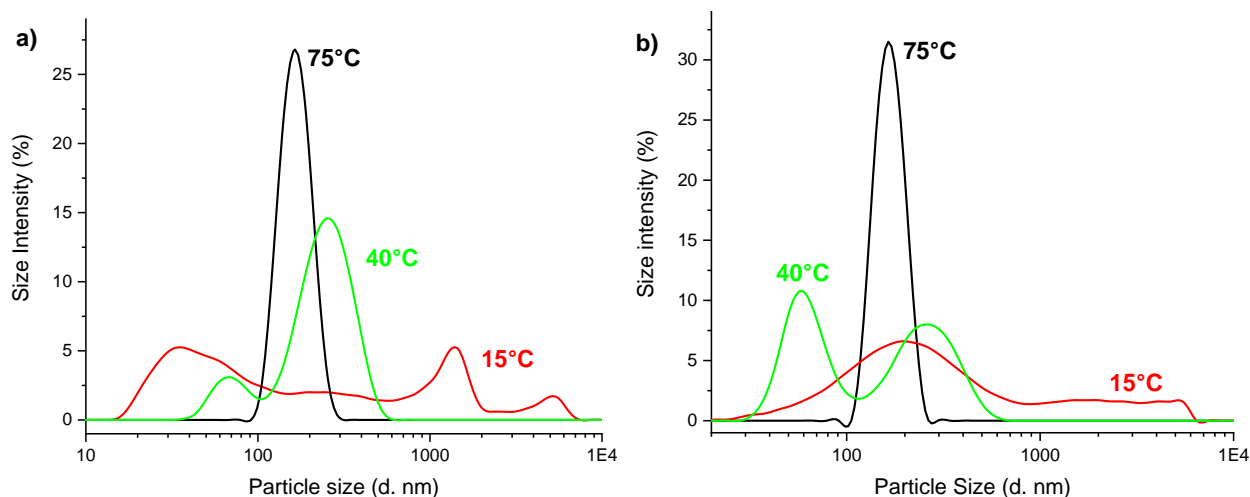 a)
75°C
40°C
15°C
Size Intensity (%)
25
20
15
10
5
0
10
100
1000
1E4
Particle size (d. nm)
b)
75°C
40°C
15°C
Size intensity (%)
30
25
20
15
10
5
0
100
1000
1E4
Particle Size (d. nm)